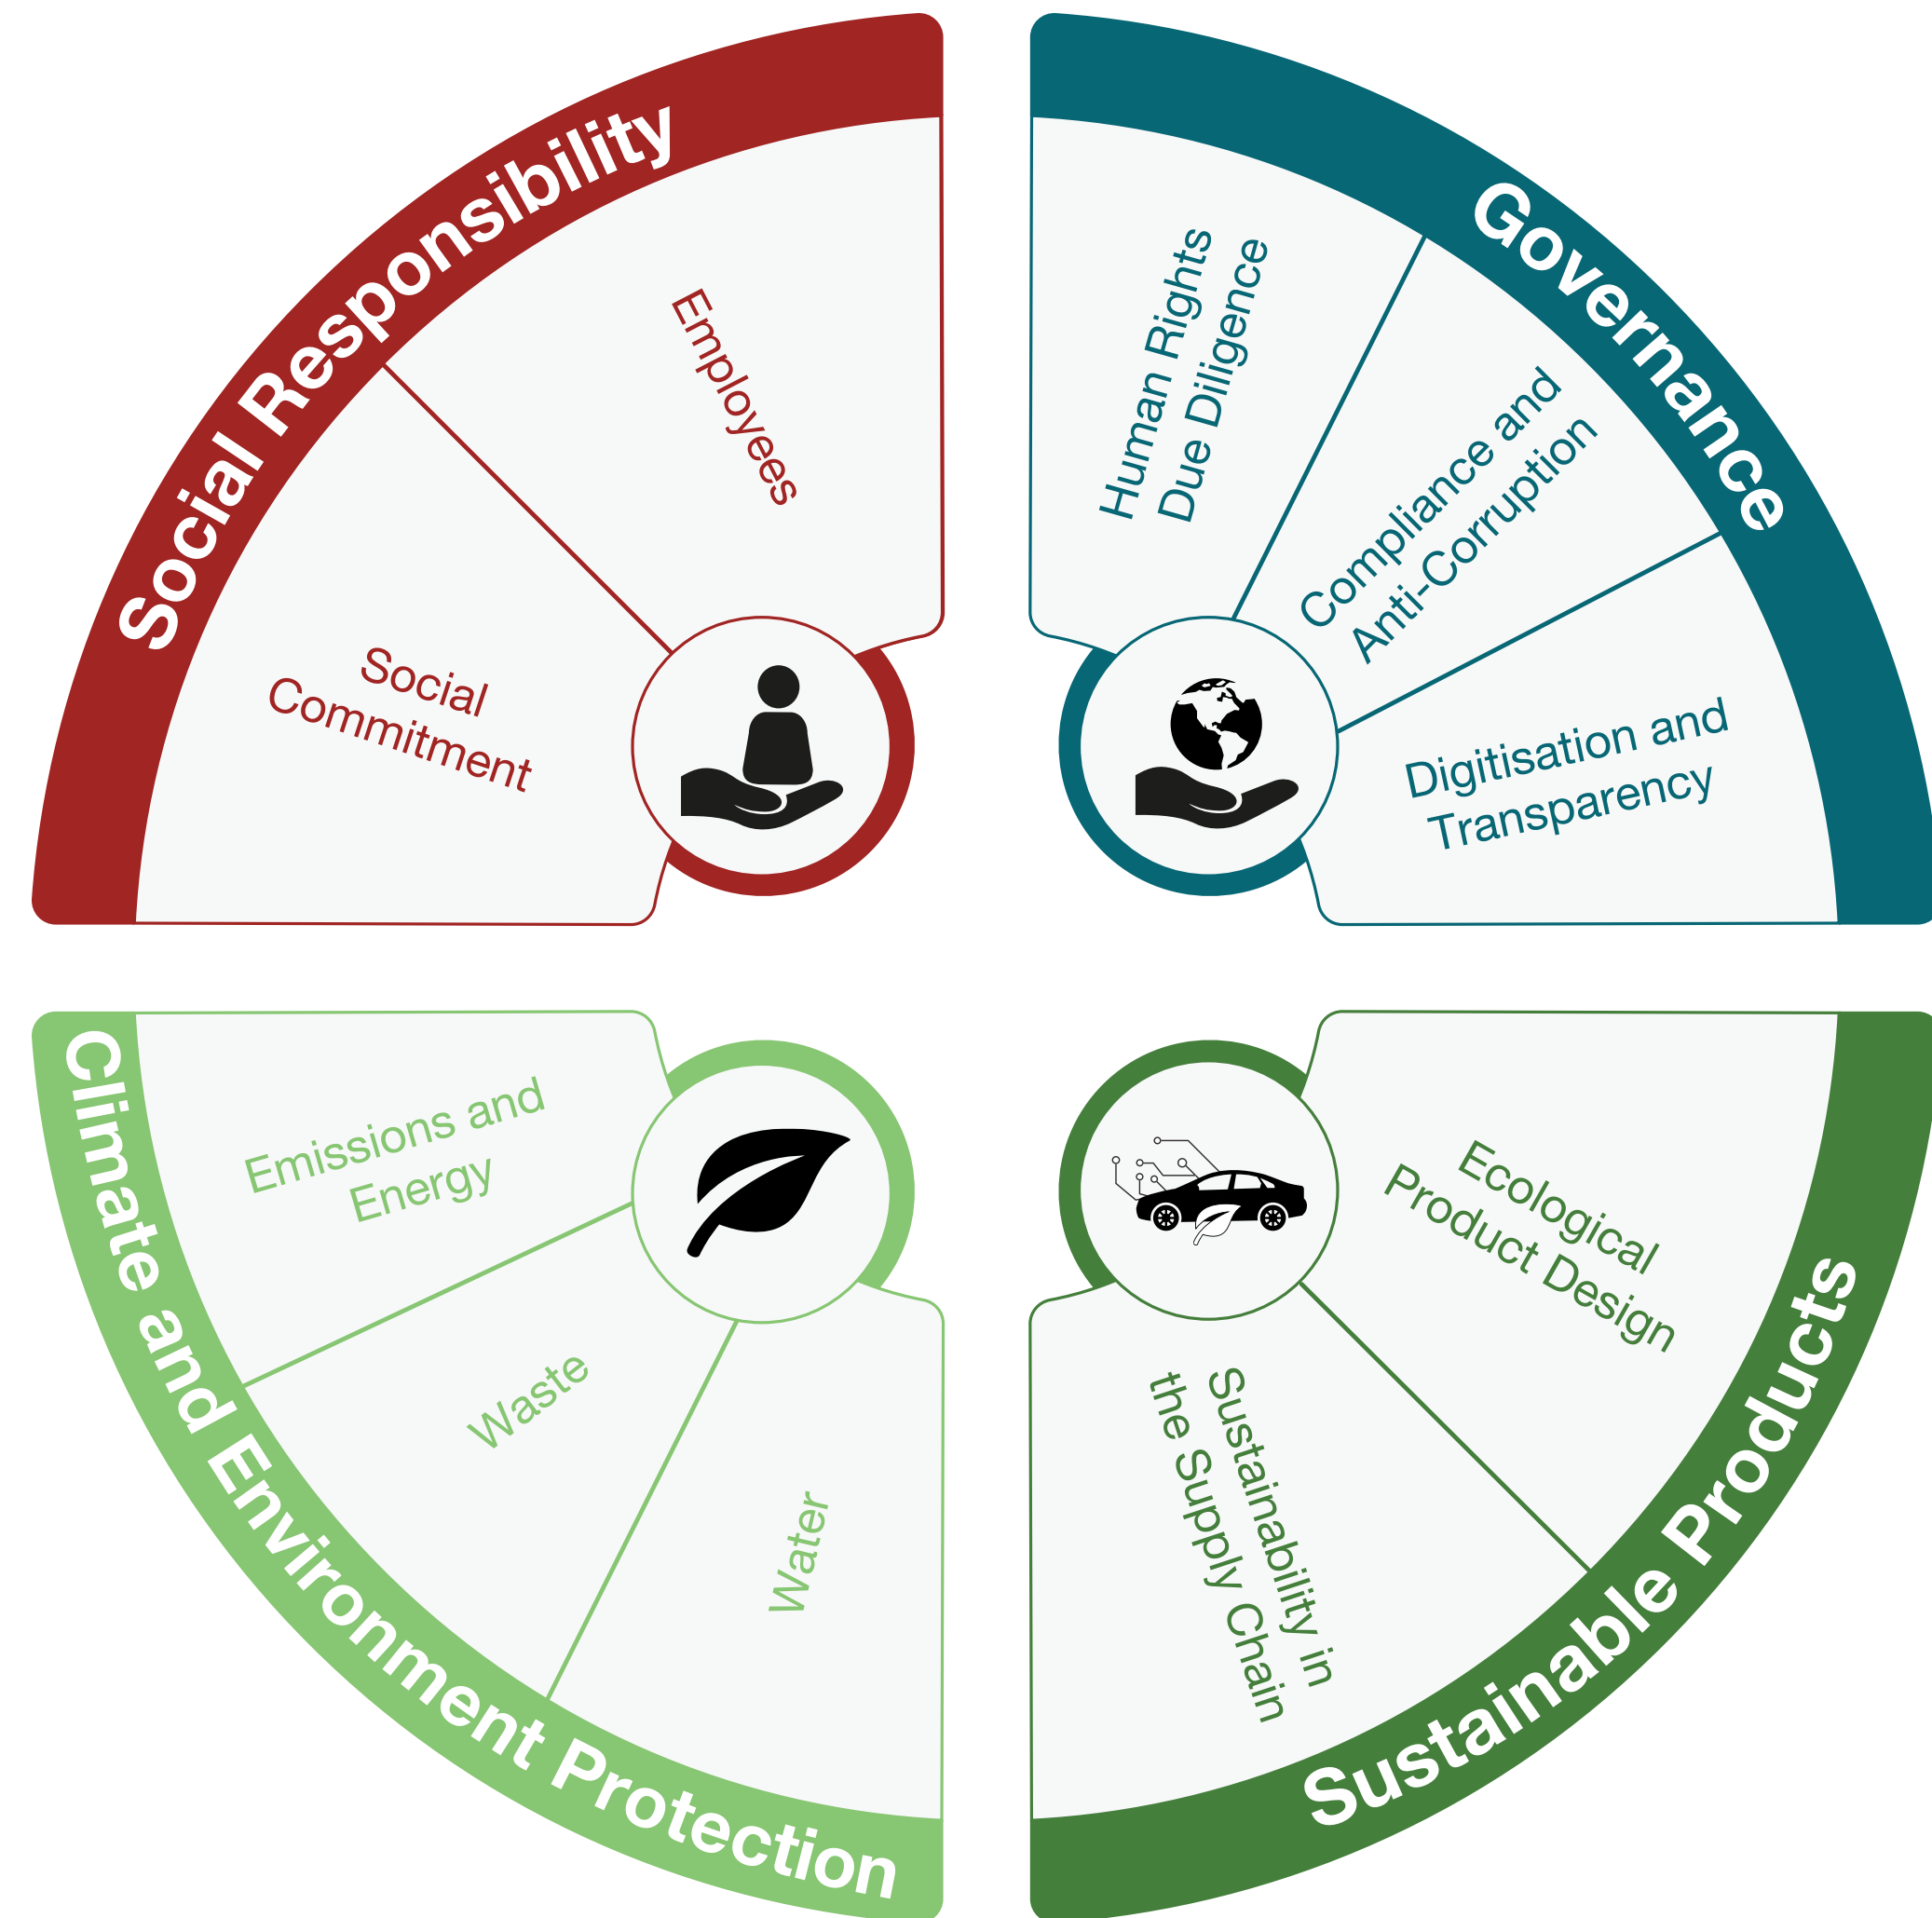 Social Responsibility
Employees
Social
Commitment
Governance
Human Rights
Due Diligence
Compliance and
Anti-Corruption
Digitisation and
Transparency
Climate and Environment Protection
Emissions and
Energy
Waste
Water
Sustainable Products
Ecological
Product Design
Sustainability in
the Supply Chain